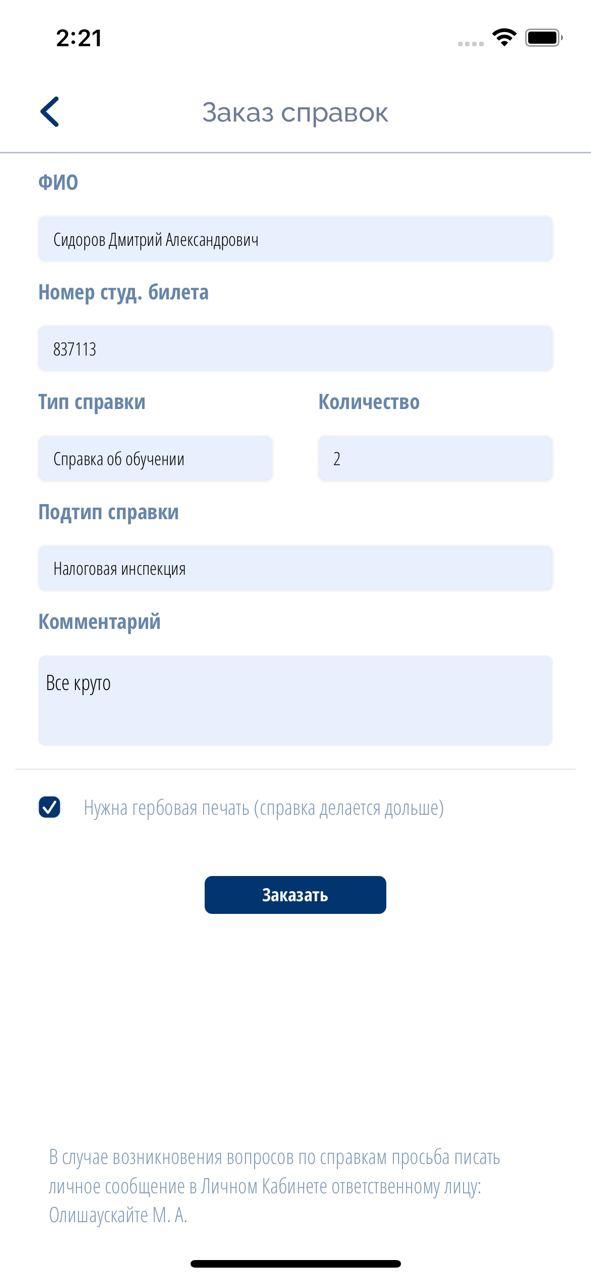 2:21
Заказ справок
ФИО
Сидоров Дмитрий Александрович
Номер студ. билета
837113
Тип справки
Количество
Справка об обучении
2
Подтип справки
Налоговая инспекция
Комментарий
Все круто
Нужна гербовая печать (справка делается дольше)
Заказать
В случае возникновения вопросов по справкам просьба писать
личное сообщение в Личном Кабинете ответственному лицу:
Олишаускайте М. А.